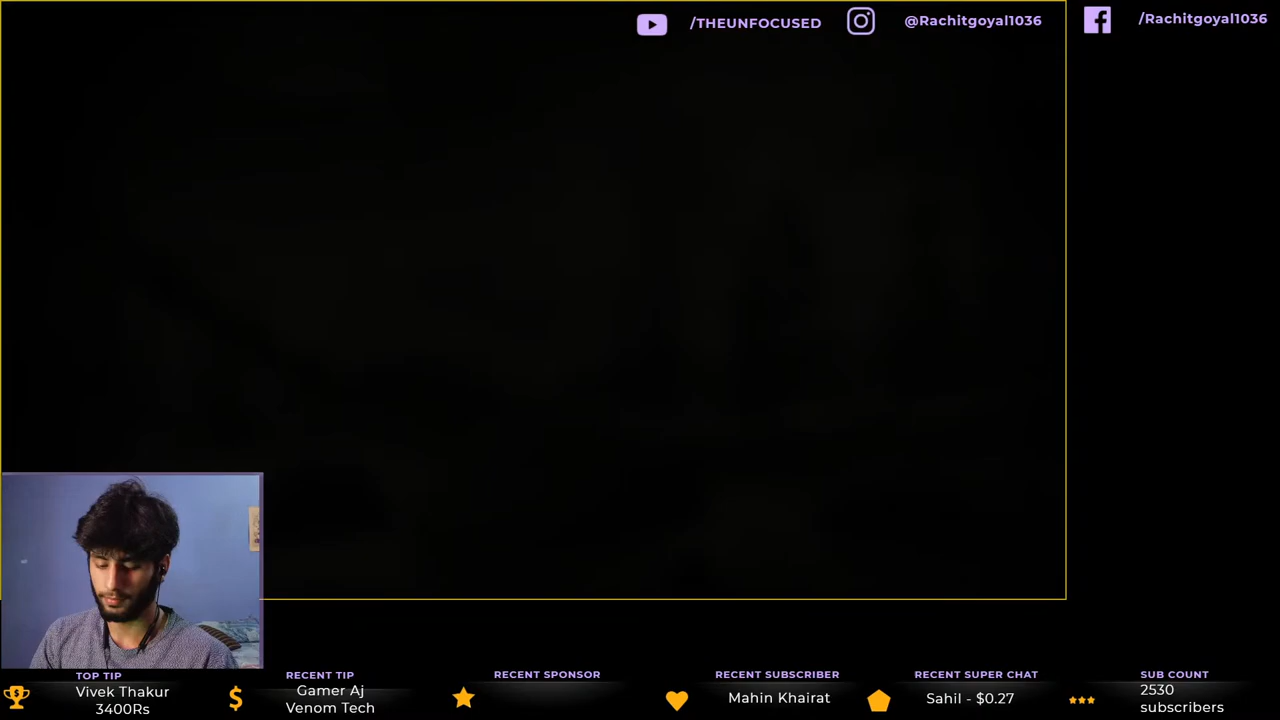 /THEUNFOCUSED
@Rachitgoyal1036
/Rachitgoyal1036
TOP TIP
Vivek Thakur
3400Rs
RECENT TIP
Gamer Aj
Venom Tech
RECENT SPONSOR
RECENT SUBSCRIBER
Mahin Khairat
RECENT SUPER CHAT
Sahil - $0.27
SUB COUNT
2530
subscribers